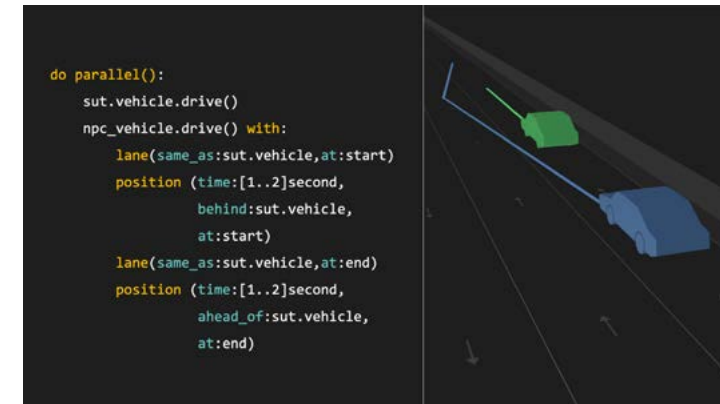 do parallel():
sut.vehicle.drive()
npc_vehicle.drive() with:
lane(same_as:sut.vehicle,at:start)
position (time:[1..2]second,
behind:sut.vehicle,
at:start)
lane(same_as:sut.vehicle,at:end)
position (time:[1..2]second,
ahead_of:sut.vehicle,
at:end)